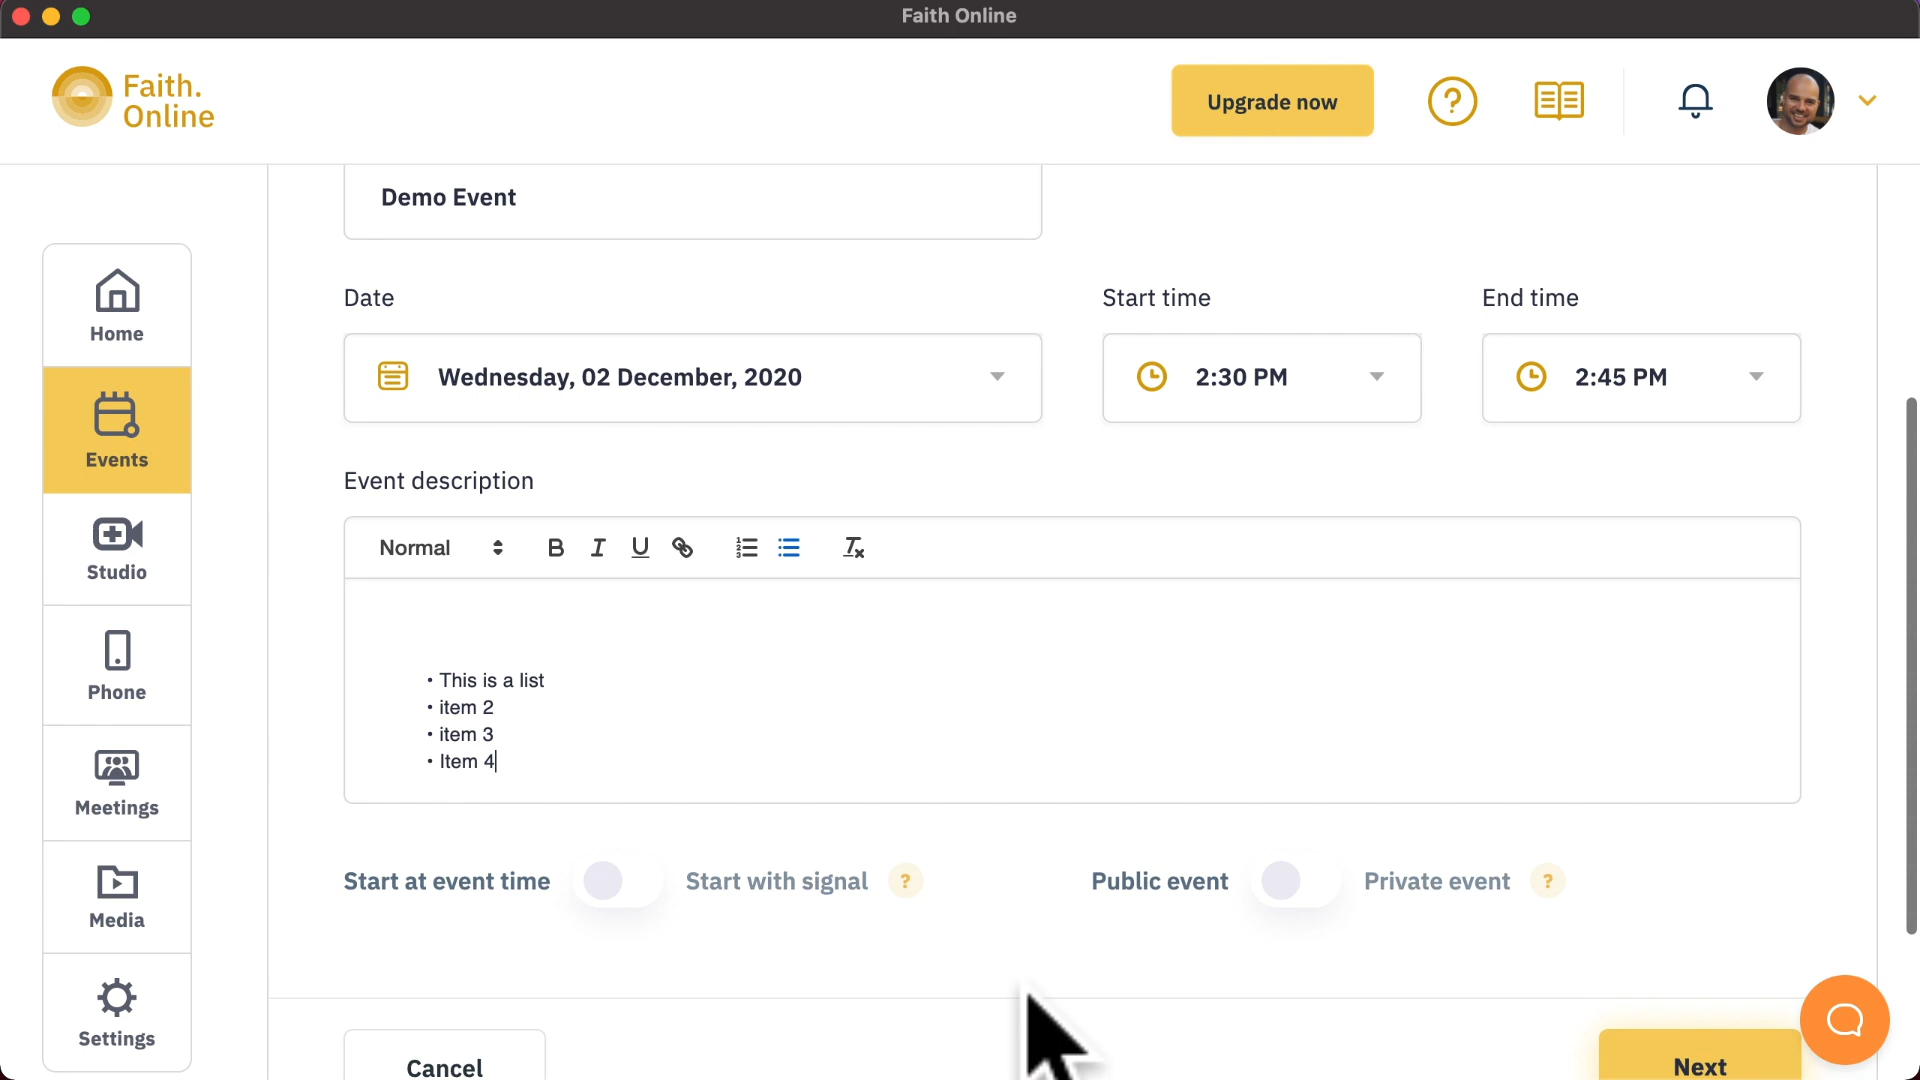 Faith Online
Faith.
Online
Upgrade now
?
Demo Event
Date
Start time
End time
Wednesday, 02 December, 2020
2:30 PM
2:45 PM
Event description
Normal
B I U
• This is a list
• item 2
• item 3
• Item 4
Start at event time
Start with signal
?
Public event
Private event
?
Cancel
Next
Home
Events
Studio
Phone
Meetings
Media
Settings